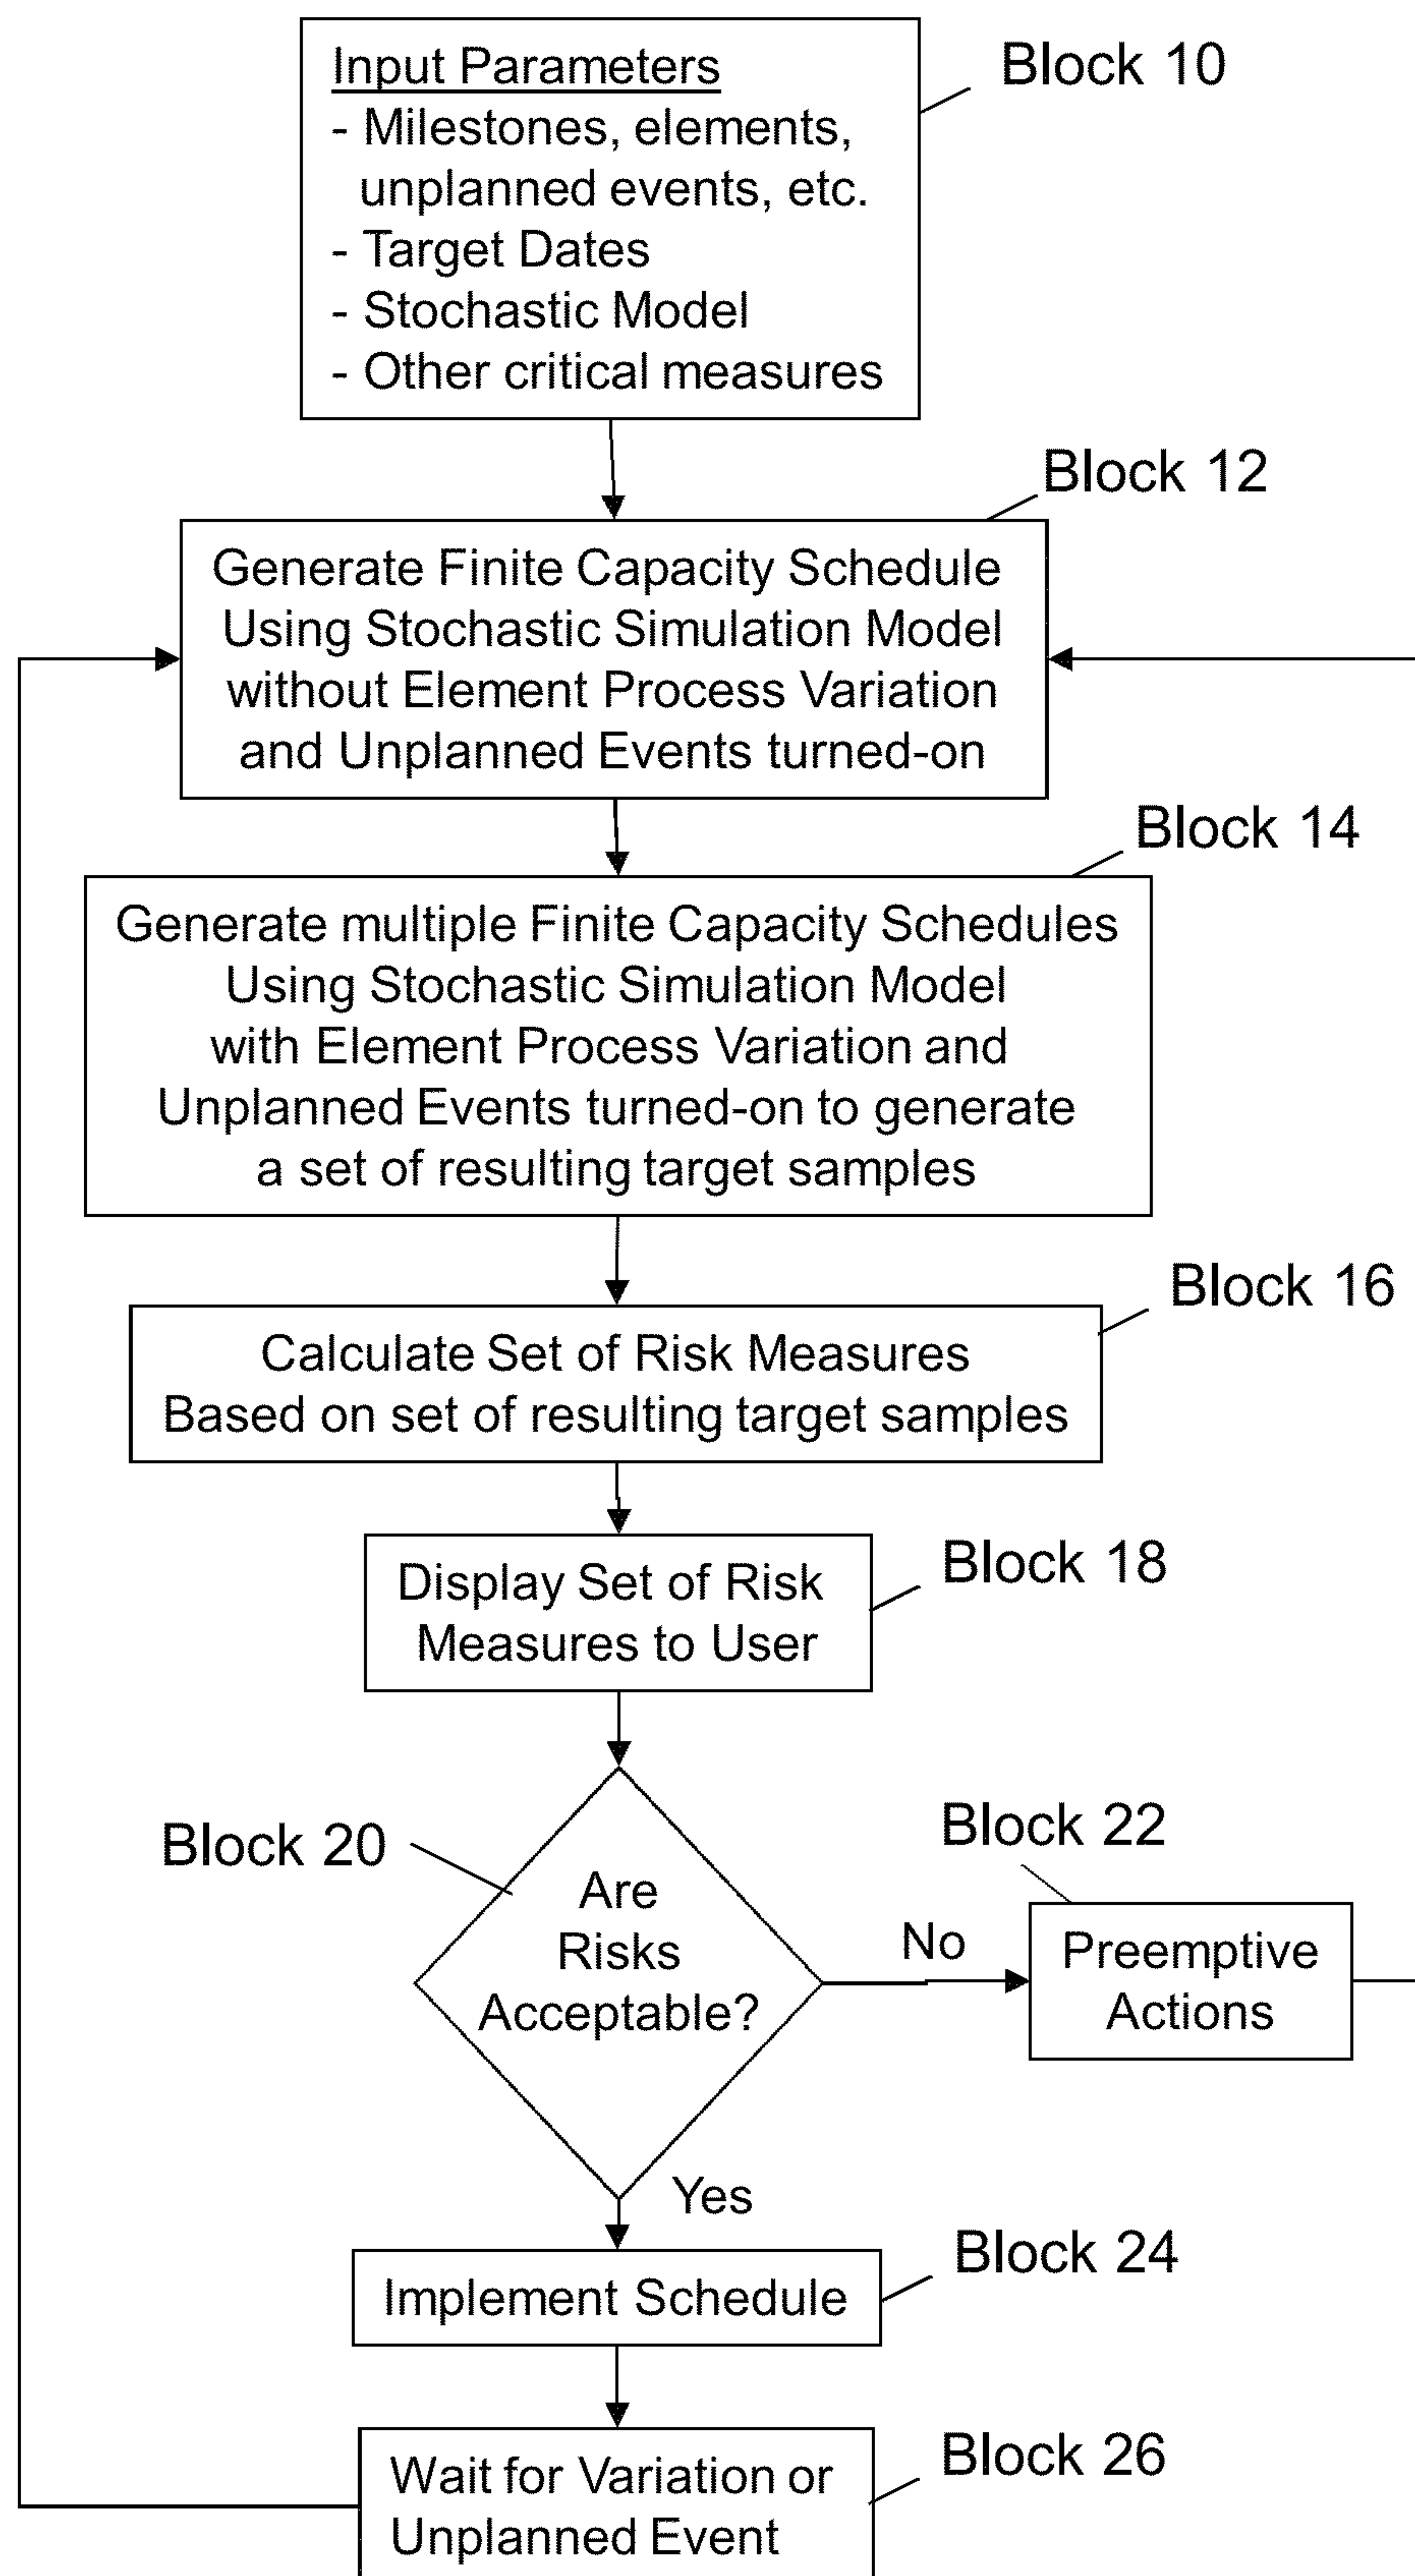 Input Parameters
- Milestones, elements,
unplanned events, etc.
- Target Dates
- Stochastic Model
- Other critical measures
Block 10
Block 12
Generate Finite Capacity Schedule
Using Stochastic Simulation Model
without Element Process Variation
and Unplanned Events turned-on
Block 14
Generate multiple Finite Capacity Schedules
Using Stochastic Simulation Model
with Element Process Variation and
Unplanned Events turned-on to generate
a set of resulting target samples
Block 16
Calculate Set of Risk Measures
Based on set of resulting target samples
Block 18
Display Set of Risk
Measures to User
Block 20
Are
Risks
Acceptable?
No
Block 22
Preemptive
Actions
Yes
Block 24
Implement Schedule
Block 26
Wait for Variation or
Unplanned Event